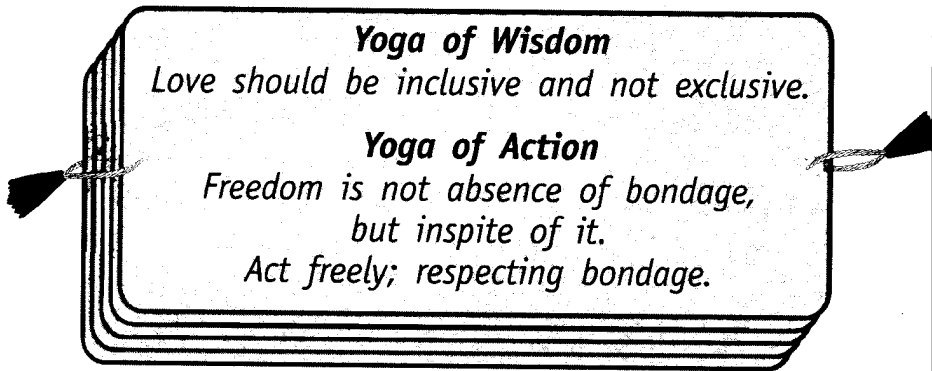 Yoga of Wisdom
Love should be inclusive and not exclusive.
Yoga of Action
Freedom is not absence of bondage,
but inspite of it.
Act freely; respecting bondage.